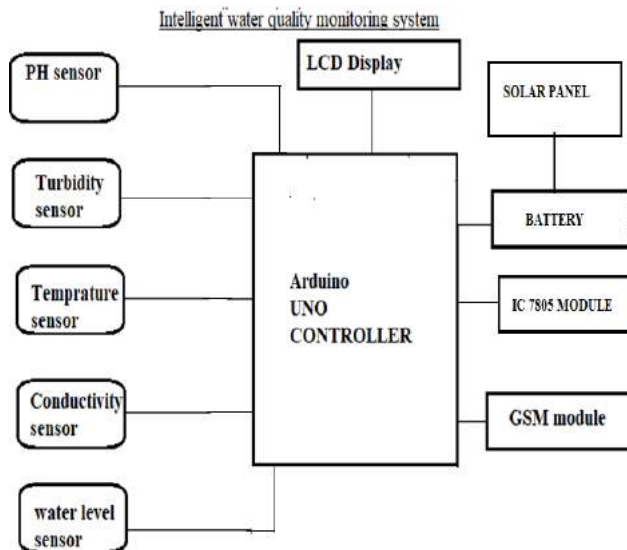 Intelligent water quality monitoring system
PH sensor
LCD Display
SOLAR PANEL
Turbidity
sensor
BATTERY
Temprature
sensor
Arduino
UNO
CONTROLLER
IC 7805 MODULE
Conductivity
sensor
GSM module
water level
sensor